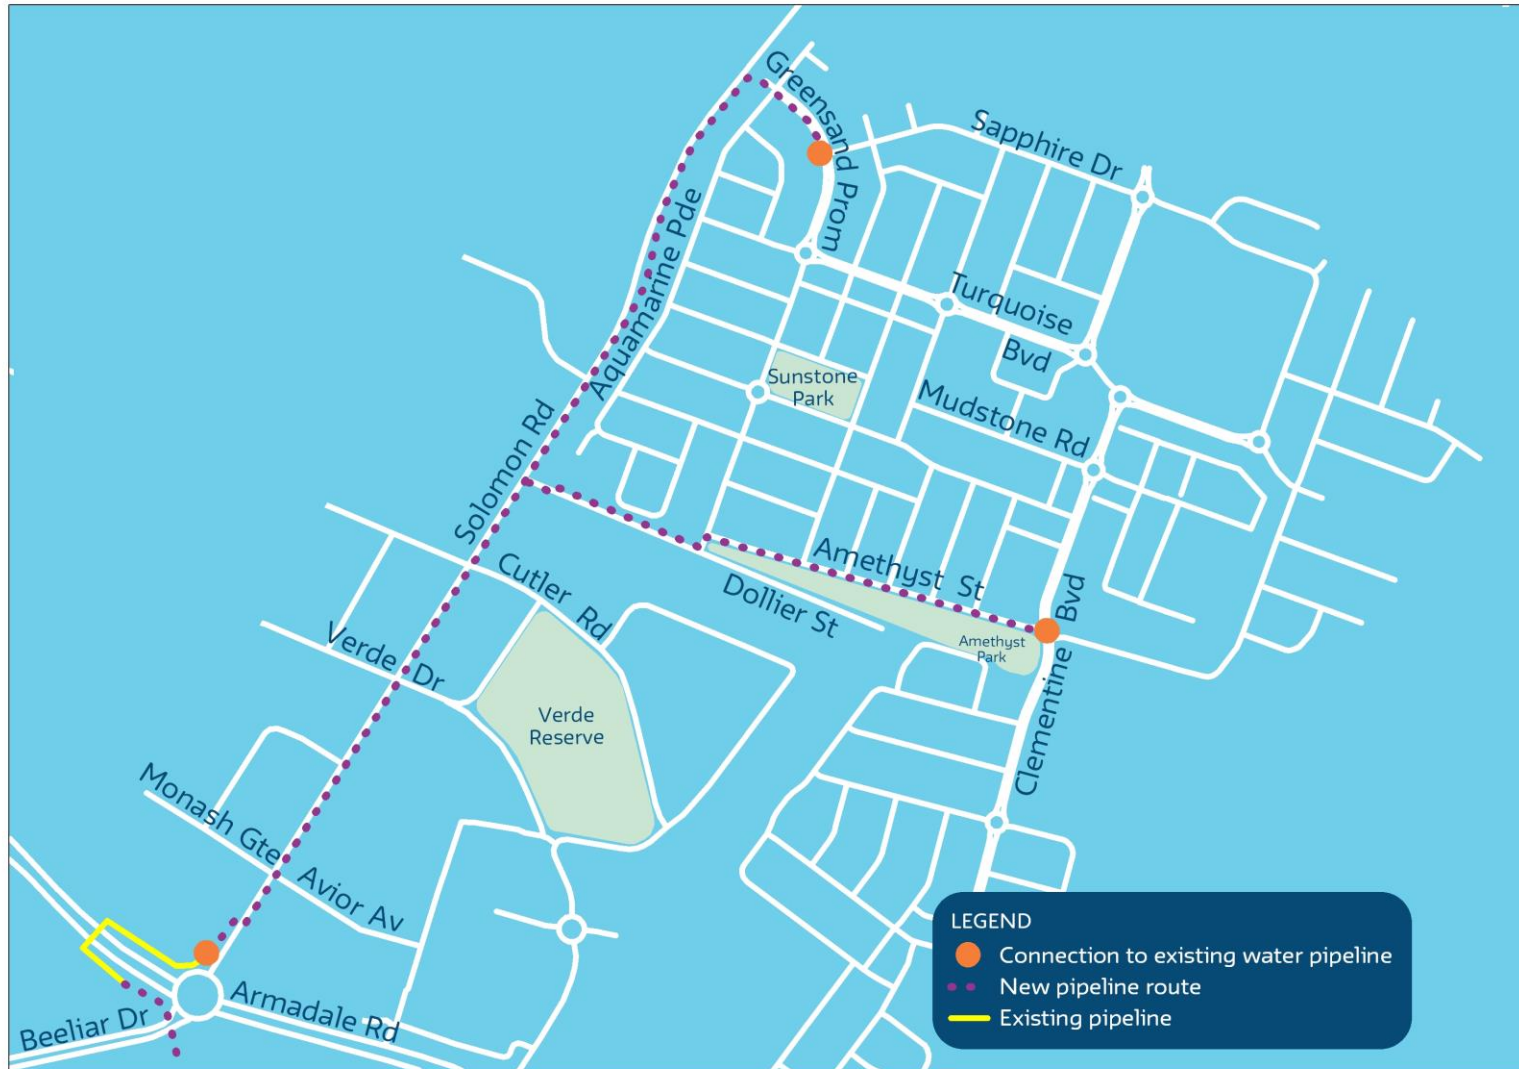 Greensand Prom
Sapphire Dr
Aquamarine Pde
Turquoise
Bvd
Sunstone
Park
Mudstone Rd
Solomon Rd
Amethyst St
Cutler Rd
Dollier St
Amethyst
Park
Verde Dr
Verde
Reserve
Clementine Bvd
Monash Gte
Avior Av
Armadale Rd
Beeliar Dr
LEGEND
Connection to existing water pipeline
New pipeline route
Existing pipeline